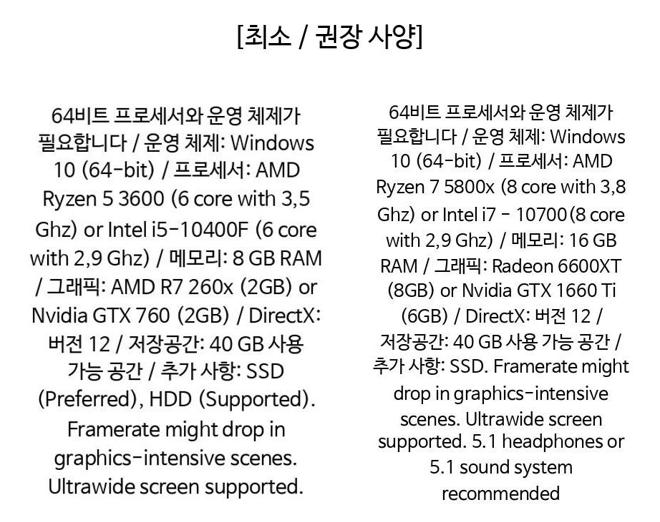 [최소 / 권장 사양]
64비트 프로세서와 운영 체제가
필요합니다 / 운영 체제: Windows
10 (64-bit) / 프로세서: AMD
Ryzen 5 3600 (6 core with 3,5
Ghz) or Intel i5-10400F (6 core
with 2,9 Ghz) / 메모리: 8 GB RAM
/ 그래픽: AMD R7 260x (2GB) or
Nvidia GTX 760 (2GB) / DirectX:
버전 12 / 저장공간: 40 GB 사용
가능 공간 / 추가 사항: SSD
(Preferred), HDD (Supported).
Framerate might drop in
graphics-intensive scenes.
Ultrawide screen supported.
64비트 프로세서와 운영 체제가
필요합니다 / 운영 체제: Windows
10 (64-bit) / 프로세서: AMD
Ryzen 7 5800x (8 core with 3,8
Ghz) or Intel i7 - 10700(8 core
with 2,9 Ghz) / 메모리: 16 GB
RAM / 그래픽: Radeon 6600XT
(8GB) or Nvidia GTX 1660 Ti
(6GB) / DirectX: 버전 12 /
저장공간: 40 GB 사용 가능 공간 /
추가 사항: SSD. Framerate might
drop in graphics-intensive
scenes. Ultrawide screen
supported. 5.1 headphones or
5.1 sound system
recommended